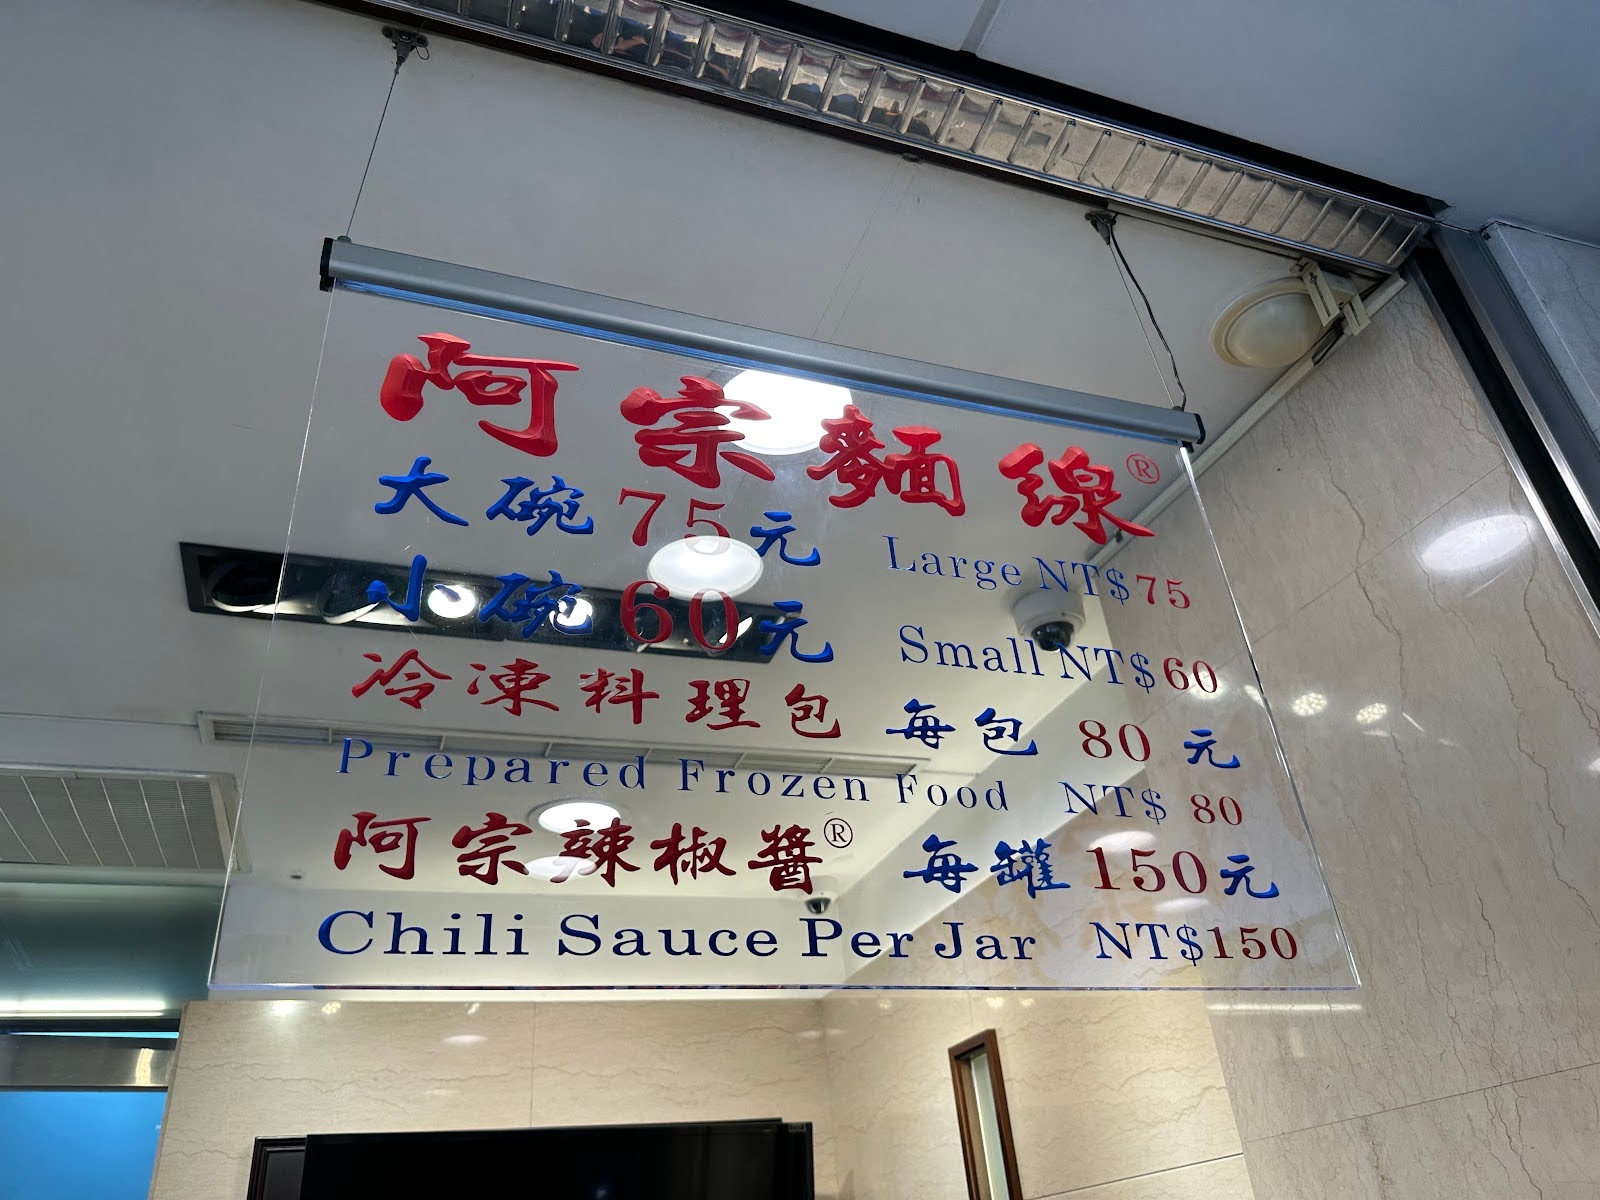 阿宗麵線®
大碗75元 Large NT$75
小碗60元 Small NT$60
冷凍料理包 每包 80 元
Prepared Frozen Food NT$ 80
阿宗辣椒醬® 每罐150元
Chili Sauce Per Jar NT$150